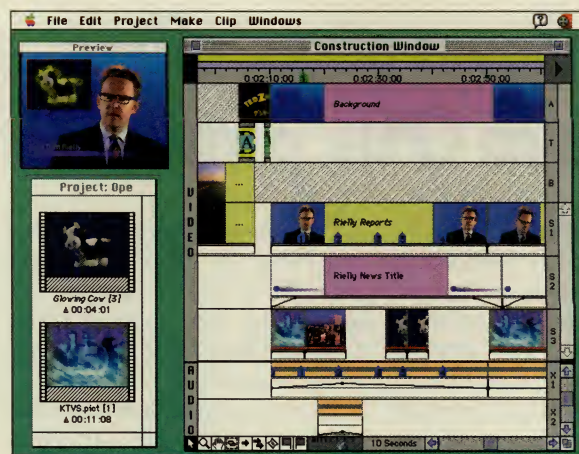 File Edit Project Make Clip Windows
Preview
Construction Window
0:02:10:00 0:02:30:00 0:02:50:00
Background
A
T
B
VIDEO
Rielly Reports
S1
Rielly News Title
S2
S3
Project: Ope
Glowing Cow [3]
00:04:01
KTVS.pict [1]
00:11:08
AUDIO
X1
X2
10 Seconds